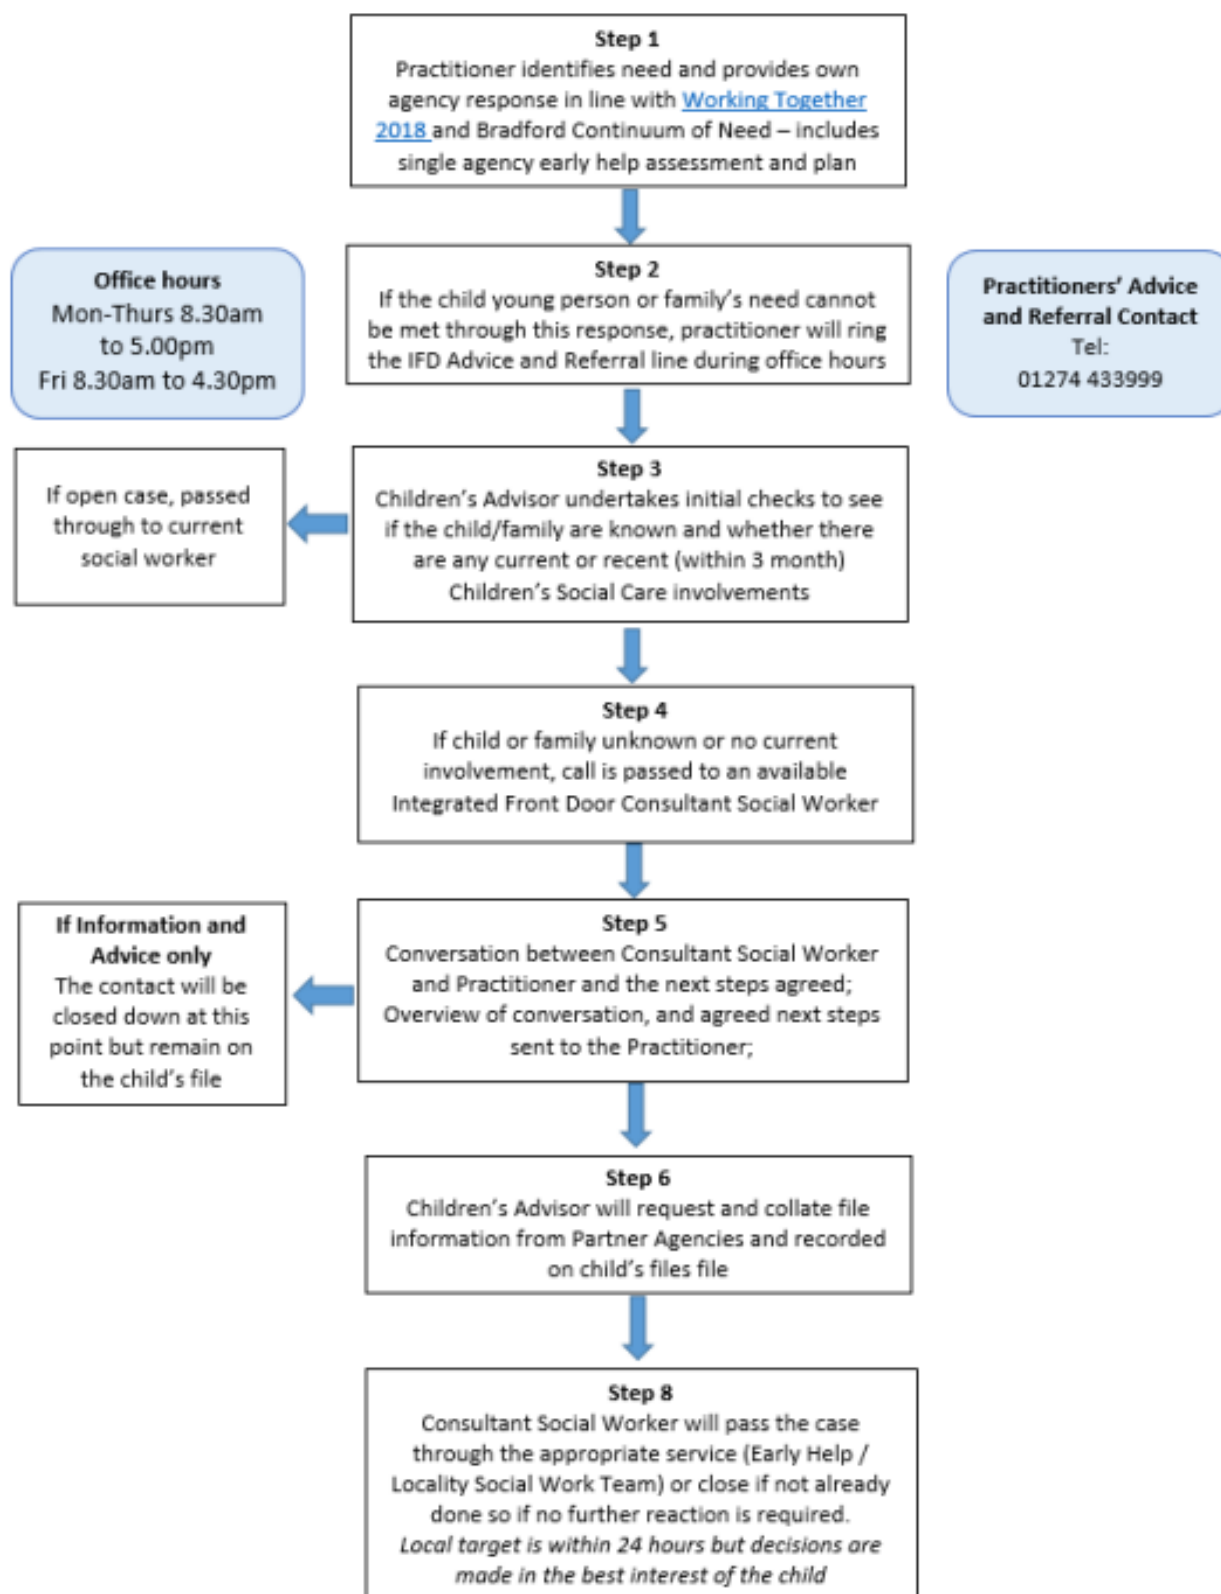 Step 1
Practitioner identifies need and provides own
agency response in line with Working Together
2018 and Bradford Continuum of Need – includes
single agency early help assessment and plan
Office hours
Mon-Thurs 8.30am
to 5.00pm
Fri 8.30am to 4.30pm
Step 2
If the child young person or family's need cannot
be met through this response, practitioner will ring
the IFD Advice and Referral line during office hours
Practitioners' Advice
and Referral Contact
Tel:
01274 433999
If open case, passed
through to current
social worker
Step 3
Children's Advisor undertakes initial checks to see
if the child/family are known and whether there
are any current or recent (within 3 month)
Children's Social Care involvements
Step 4
If child or family unknown or no current
involvement, call is passed to an available
Integrated Front Door Consultant Social Worker
If Information and
Advice only
The contact will be
closed down at this
point but remain on
the child's file
Step 5
Conversation between Consultant Social Worker
and Practitioner and the next steps agreed;
Overview of conversation, and agreed next steps
sent to the Practitioner;
Step 6
Children's Advisor will request and collate file
information from Partner Agencies and recorded
on child's files file
Step 8
Consultant Social Worker will pass the case
through the appropriate service (Early Help /
Locality Social Work Team) or close if not already
done so if no further reaction is required.
Local target is within 24 hours but decisions are
made in the best interest of the child